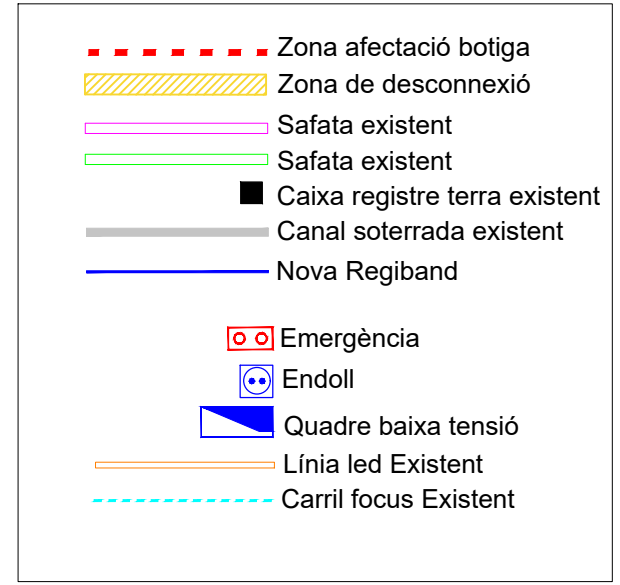 Zona afectació botiga
Zona de desconnexió
Safata existent
Safata existent
Caixa registre terra existent
Canal soterrada existent
Nova Regiband
Emergència
Endoll
Quadre baixa tensió
Línia led Existent
Carril focus Existent